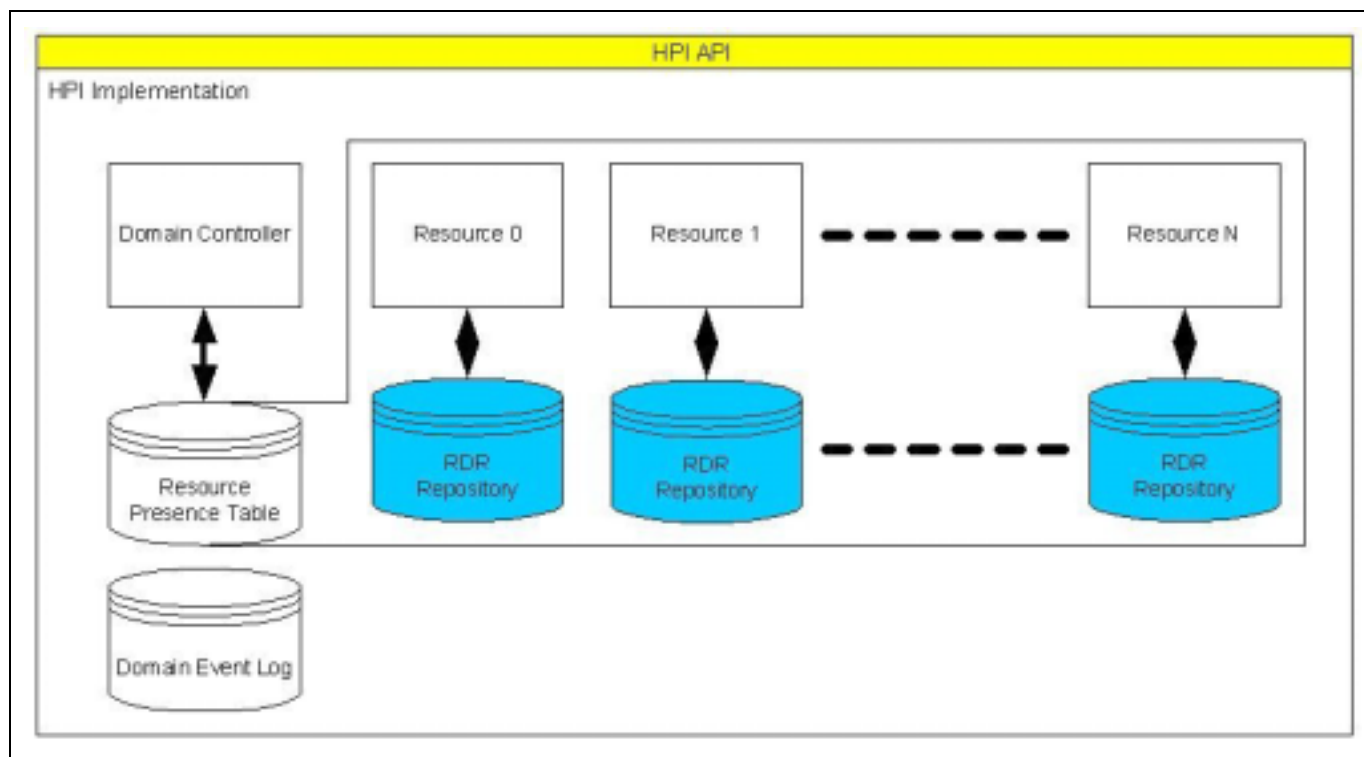 HPI API
HPI Implementation
Domain Controller
Resource 0
Resource 1
Resource N
Resource
Presence Table
RDR
Repository
RDR
Repository
RDR
Repository
Domain Event Log